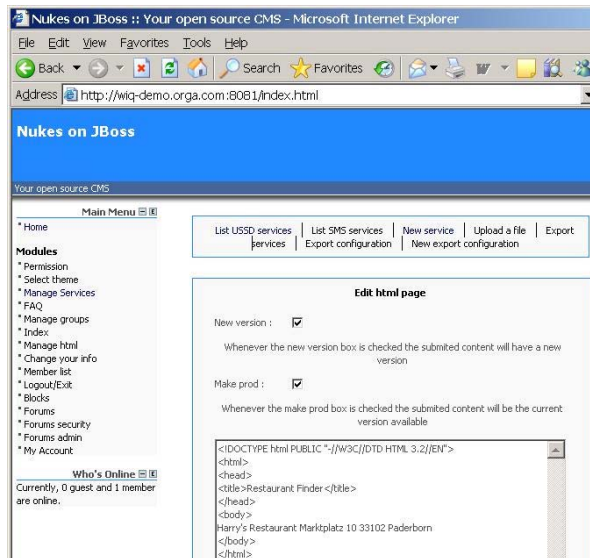 Nukes on JBoss :: Your open source CMS - Microsoft Internet Explorer
File Edit View Favorites Tools Help
Back Search Favorites
Address http://wiq-demo.orga.com:8081/index.html
Nukes on JBoss
Your open source CMS
Main Menu
Home
Modules
Permission
Select theme
Manage Services
FAQ
Manage groups
Index
Manage html
Change your info
Member list
Logout/Exit
Blocks
Forums
Forums security
Forums admin
My Account
Who's Online
Currently, 0 guest and 1 member
are online.
List USSD services | List SMS services | New service | Upload a file | Export
services | Export configuration | New export configuration
Edit html page
New version :
Whenever the new version box is checked the submited content will have a new
version
Make prod :
Whenever the make prod box is checked the submited content will be the current
version available
<!DOCTYPE html PUBLIC "-//W3C//DTD HTML 3.2//EN">
<html>
<head>
<title>Restaurant Finder</title>
</head>
<body>
Harry's Restaurant Marktplatz 10 33102 Paderborn
</body>
</html>